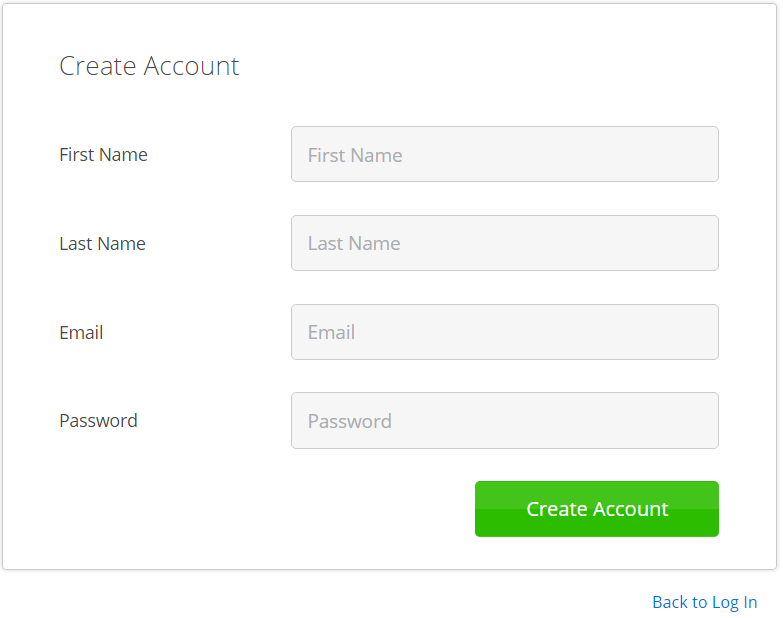 Create Account
First Name First Name
Last Name Last Name
Email Email
Password Password
Create Account
Back to Log In